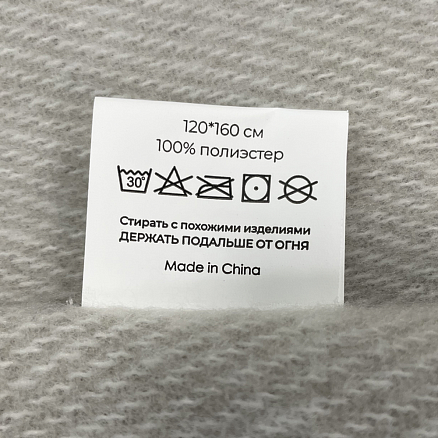 120*160 см
100% полиэстер
30°
Стирать с похожими изделиями
ДЕРЖАТЬ ПОДАЛЬШЕ ОТ ОГНЯ
Made in China